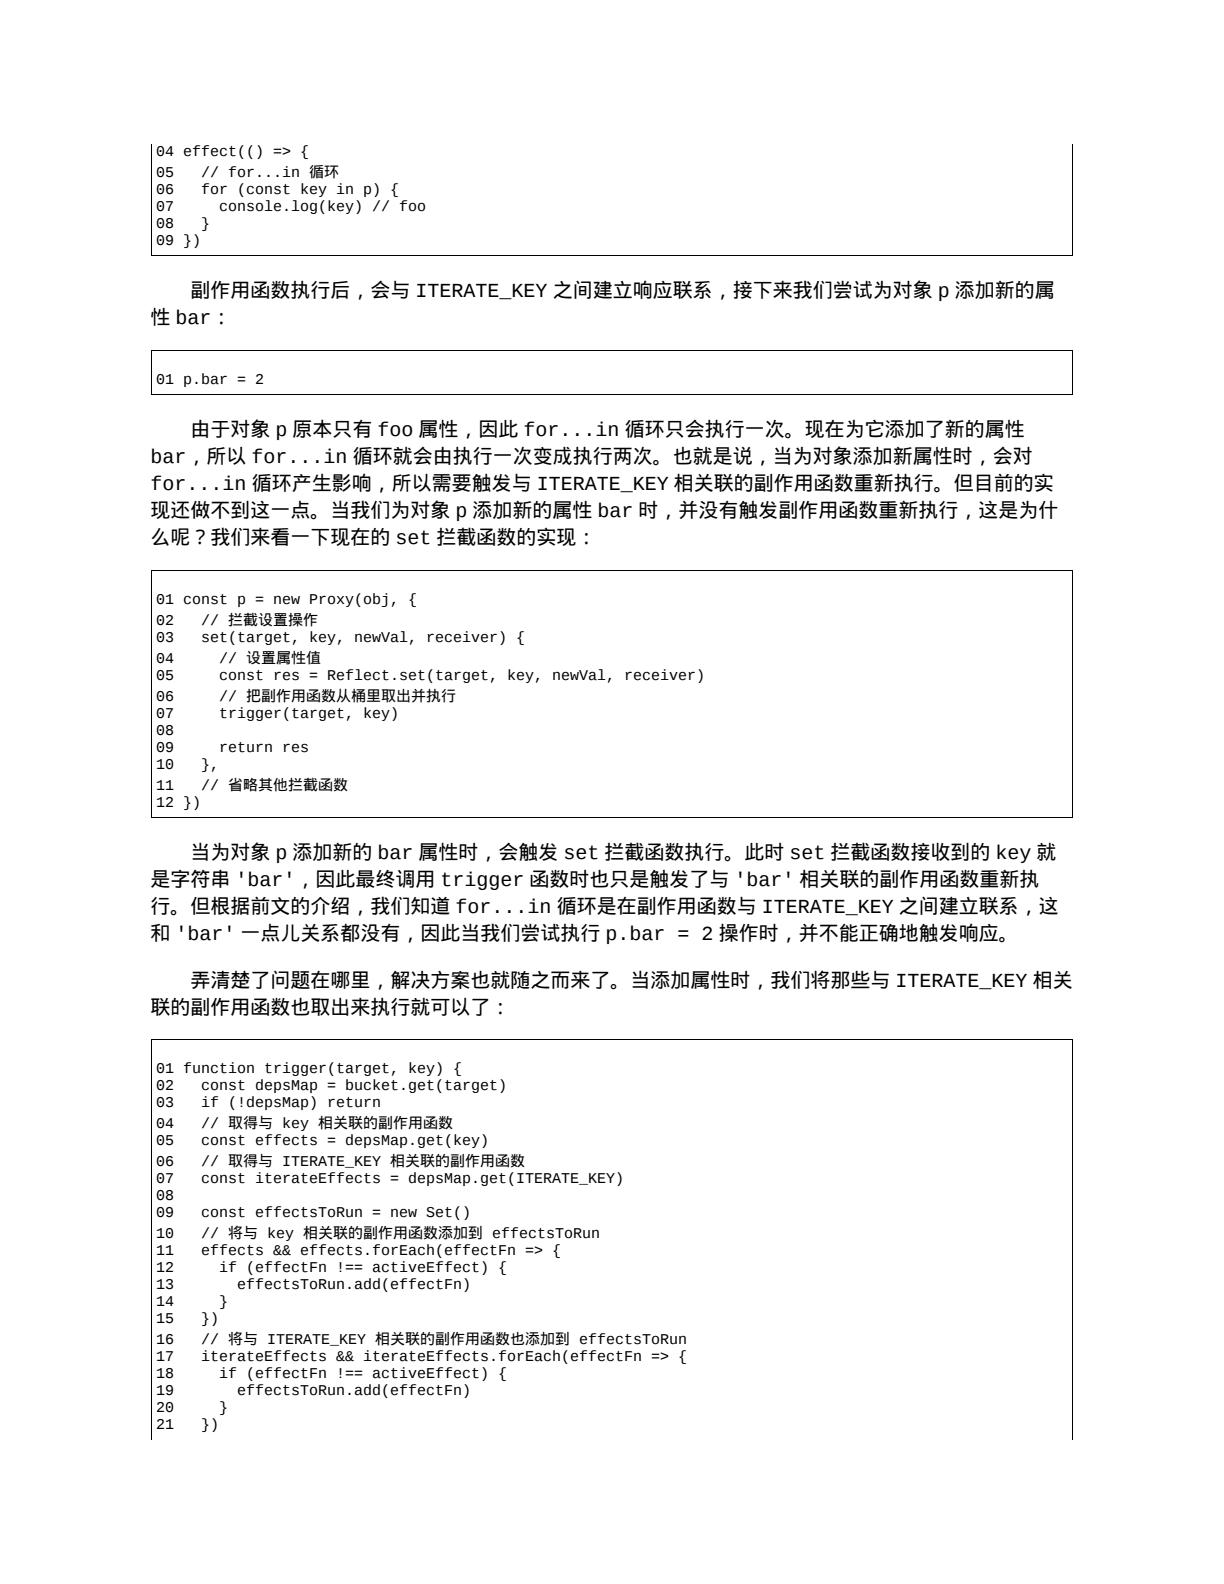 04 effect(() => {
05   // for...in 循环
06   for (const key in p) {
07     console.log(key) // foo
08   }
09 })
副作用函数执行后，会与 ITERATE_KEY 之间建立响应联系，接下来我们尝试为对象 p 添加新的属
性 bar：
01 p.bar = 2
由于对象 p 原本只有 foo 属性，因此 for...in 循环只会执行一次。现在为它添加了新的属性
bar，所以 for...in 循环就会由执行一次变成执行两次。也就是说，当为对象添加新属性时，会对
for...in 循环产生影响，所以需要触发与 ITERATE_KEY 相关联的副作用函数重新执行。但目前的实
现还做不到这一点。当我们为对象 p 添加新的属性 bar 时，并没有触发副作用函数重新执行，这是为什
么呢？我们来看一下现在的 set 拦截函数的实现：
01 const p = new Proxy(obj, {
02   // 拦截设置操作
03   set(target, key, newVal, receiver) {
04     // 设置属性值
05     const res = Reflect.set(target, key, newVal, receiver)
06     // 把副作用函数从桶里取出并执行
07     trigger(target, key)
08
09     return res
10   },
11   // 省略其他拦截函数
12 })
当为对象 p 添加新的 bar 属性时，会触发 set 拦截函数执行。此时 set 拦截函数接收到的 key 就
是字符串 'bar'，因此最终调用 trigger 函数时也只是触发了与 'bar' 相关联的副作用函数重新执
行。但根据前文的介绍，我们知道 for...in 循环是在副作用函数与 ITERATE_KEY 之间建立联系，这
和 'bar' 一点儿关系都没有，因此当我们尝试执行 p.bar = 2 操作时，并不能正确地触发响应。
弄清楚了问题在哪里，解决方案也就随之而来了。当添加属性时，我们将那些与 ITERATE_KEY 相关
联的副作用函数也取出来执行就可以了：
01 function trigger(target, key) {
02   const depsMap = bucket.get(target)
03   if (!depsMap) return
04   // 取得与 key 相关联的副作用函数
05   const effects = depsMap.get(key)
06   // 取得与 ITERATE_KEY 相关联的副作用函数
07   const iterateEffects = depsMap.get(ITERATE_KEY)
08
09   const effectsToRun = new Set()
10   // 将与 key 相关联的副作用函数添加到 effectsToRun
11   effects && effects.forEach(effectFn => {
12     if (effectFn !== activeEffect) {
13       effectsToRun.add(effectFn)
14     }
15   })
16   // 将与 ITERATE_KEY 相关联的副作用函数也添加到 effectsToRun
17   iterateEffects && iterateEffects.forEach(effectFn => {
18     if (effectFn !== activeEffect) {
19       effectsToRun.add(effectFn)
20     }
21   })